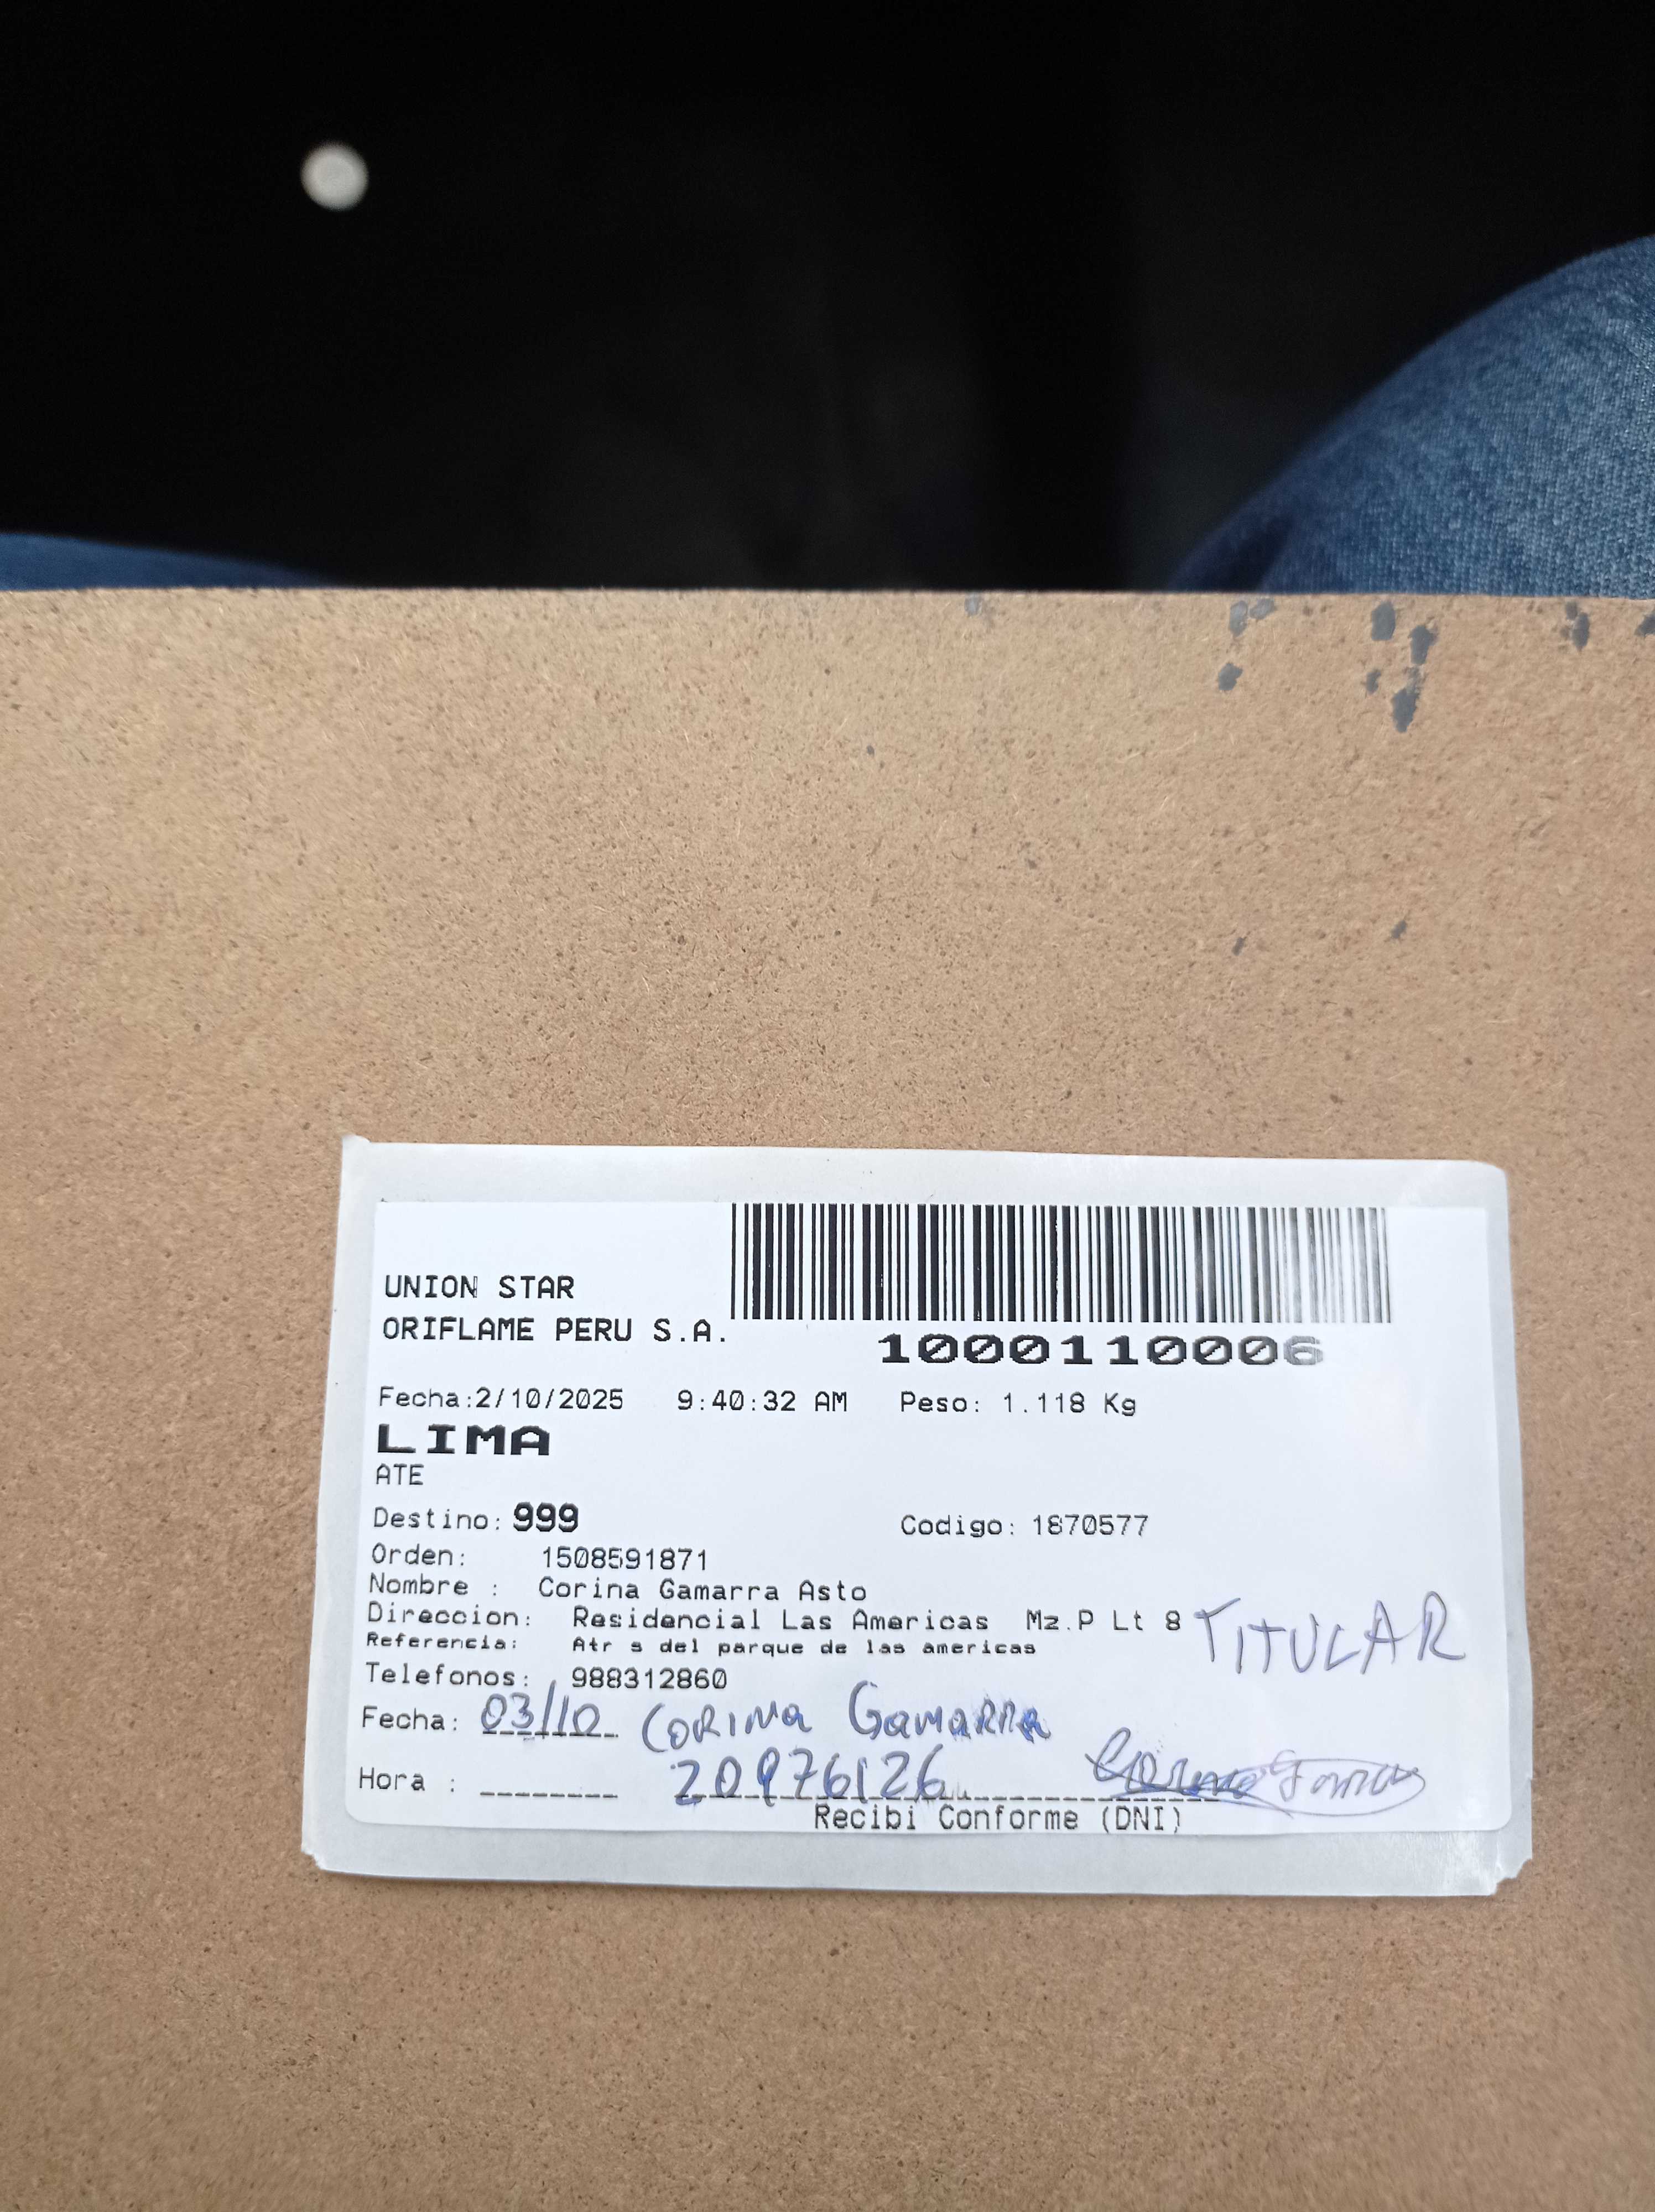 UNION STAR
ORIFLAME PERU S.A.
1000110006
Fecha:2/10/2025 9:40:32 AM Peso: 1.118 Kg
LIMA
ATE
Destino: 999 Codigo: 1870577
Orden: 1508591871
Nombre : Corina Gamarra Asto
Direccion: Residencial Las Americas Mz.P Lt 8
TITULAR
Referencia: Atr s del parque de las americas
Telefonos: 988312860
Fecha: 03/10 Corina Gamarra
Hora : 20976126
Recibi Conforme (DNI)